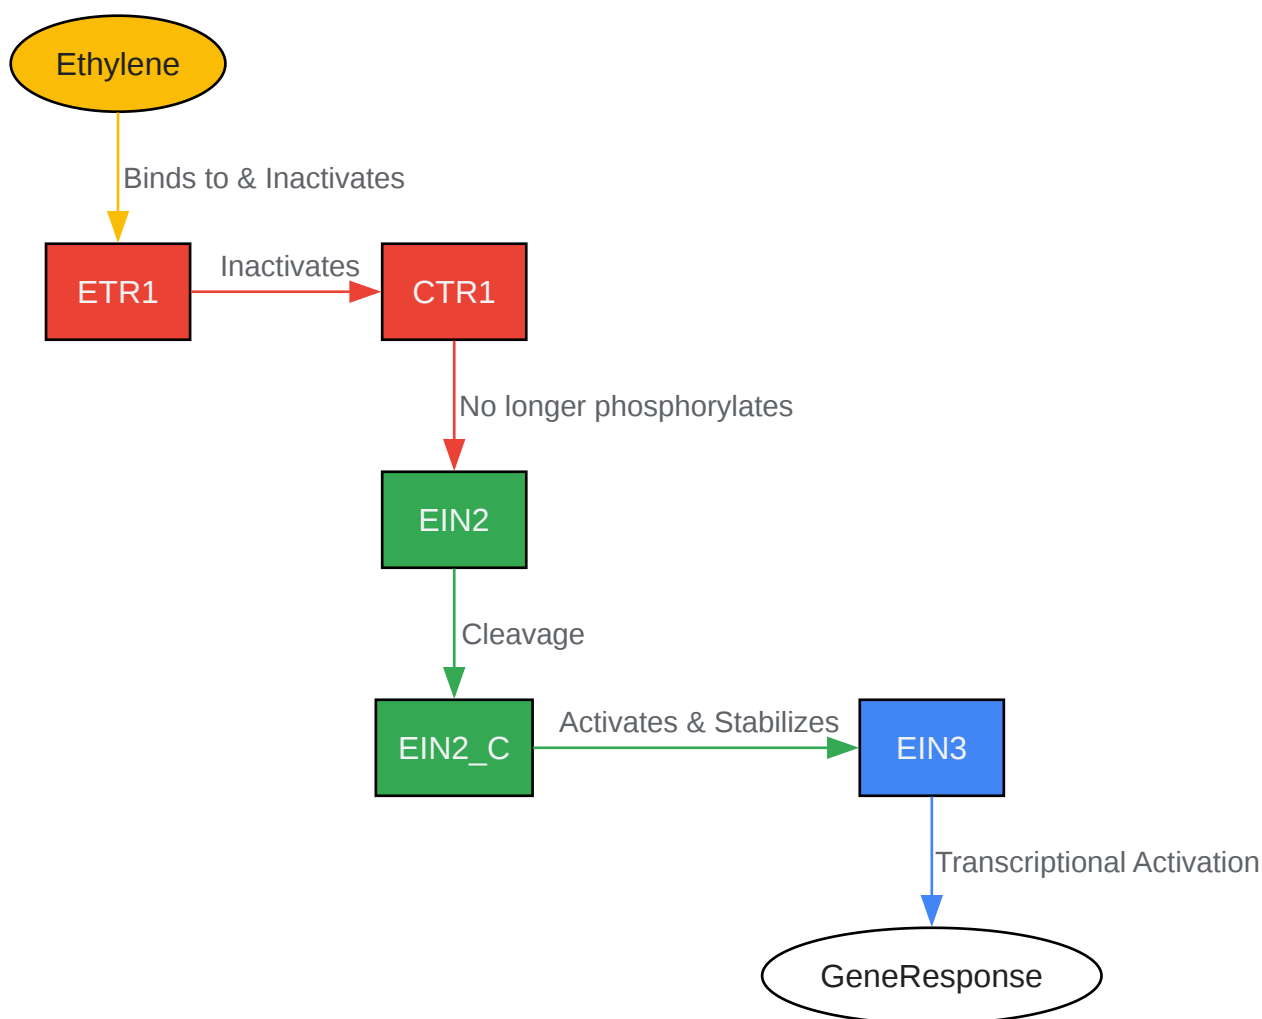 Ethylene
Binds to & Inactivates
ETR1
Inactivates
CTR1
No longer phosphorylates
EIN2
Cleavage
EIN2_C
Activates & Stabilizes
EIN3
Transcriptional Activation
GeneResponse